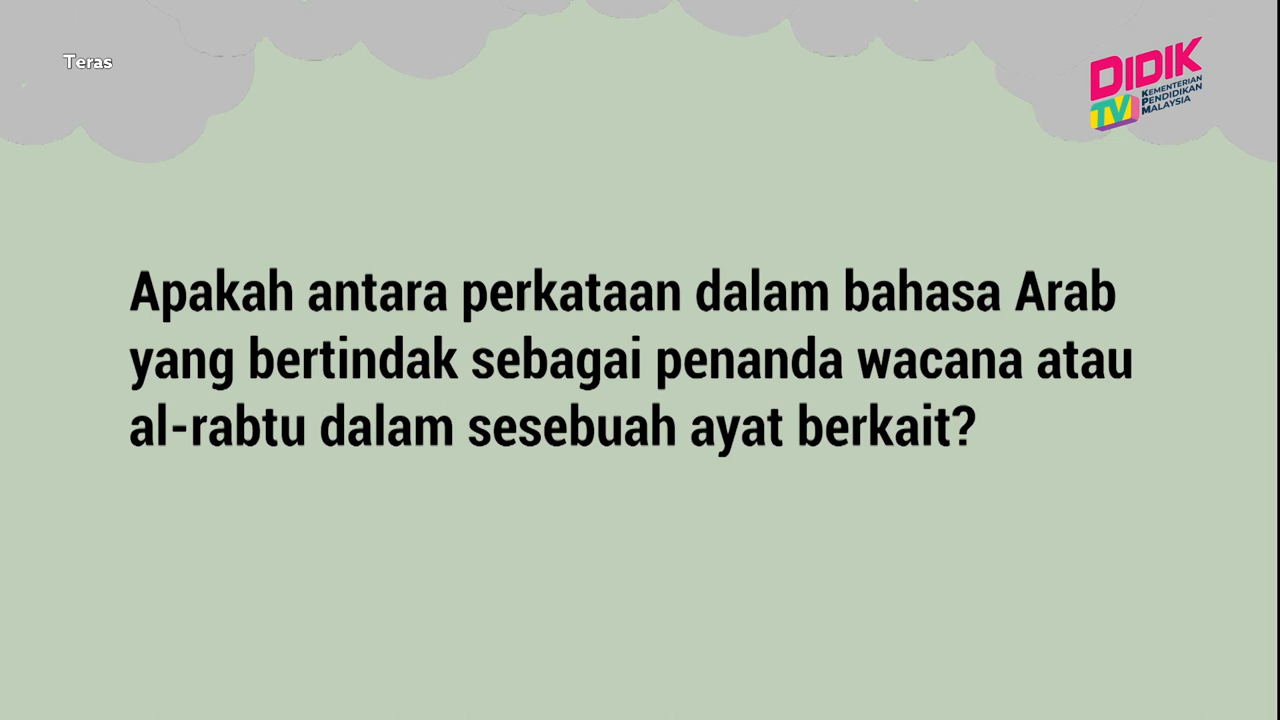 Teras
DIDIK
TV
KEMENTERIAN
PENDIDIKAN
MALAYSIA
Apakah antara perkataan dalam bahasa Arab
yang bertindak sebagai penanda wacana atau
al-rabtu dalam sesebuah ayat berkait?